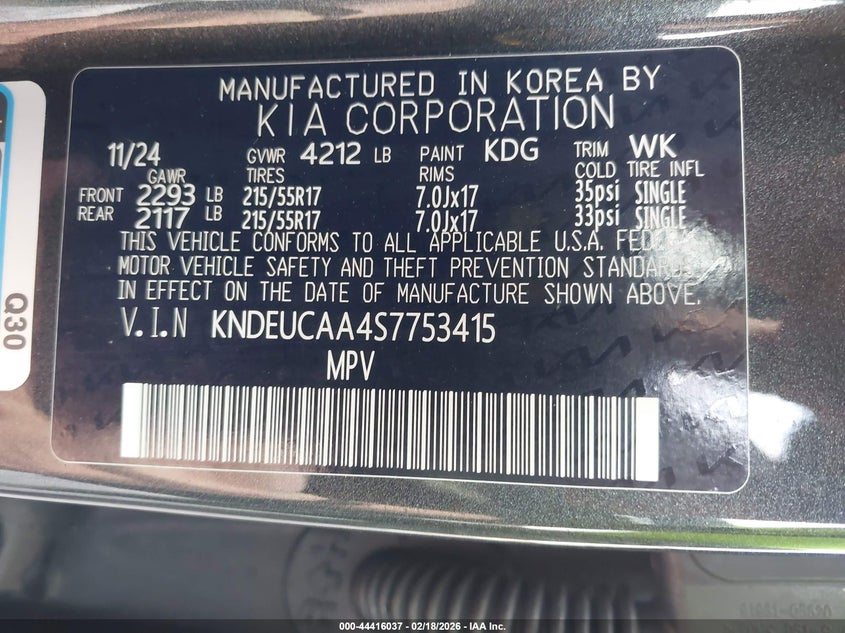 MANUFACTURED IN KOREA BY
KIA CORPORATION
11/24 GVWR 4212 LB PAINT KDG TRIM WK
GAWR TIRES RIMS COLD TIRE INFL
FRONT 2293 LB 215/55R17 7.0Jx17 35psi SINGLE
REAR 2117 LB 215/55R17 7.0Jx17 33psi SINGLE
THIS VEHICLE CONFORMS TO ALL APPLICABLE U.S.A. FEDERAL
MOTOR VEHICLE SAFETY AND THEFT PREVENTION STANDARDS
IN EFFECT ON THE DATE OF MANUFACTURE SHOWN ABOVE.
V.I.N KNDEUCAA4S7753415
MPV
Q30
000-44416037 - 02/18/2026 - IAA Inc.